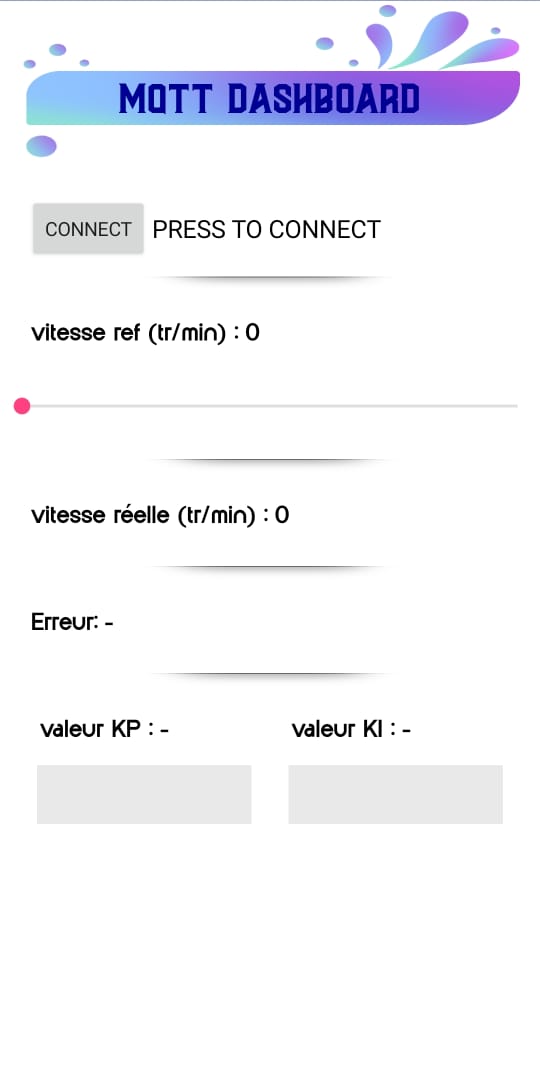 MQTT DASHBOARD
CONNECT PRESS TO CONNECT
vitesse ref (tr/min) : 0
vitesse réelle (tr/min) : 0
Erreur: -
valeur KP : - valeur KI : -